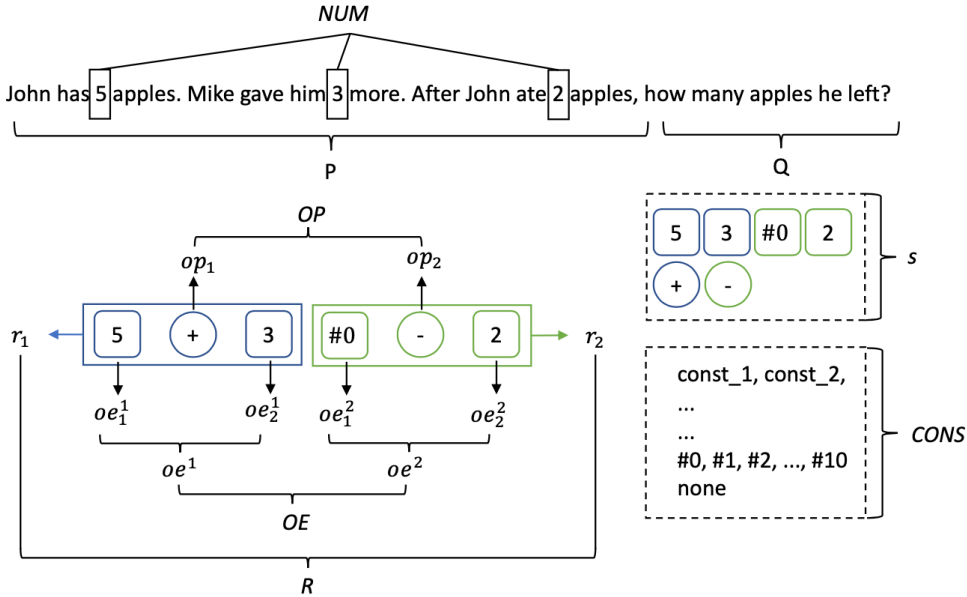 NUM
John has 5 apples. Mike gave him 3 more. After John ate 2 apples, how many apples he left?
P
Q
OP
op₁
op₂
5 3 #0 2
+ -
s
r₁
5 + 3
#0 - 2
r₂
oe₁¹
oe₂¹
oe₁²
oe₂²
oe¹
oe²
OE
R
const_1, const_2,
...
...
#0, #1, #2, ..., #10
none
CONS